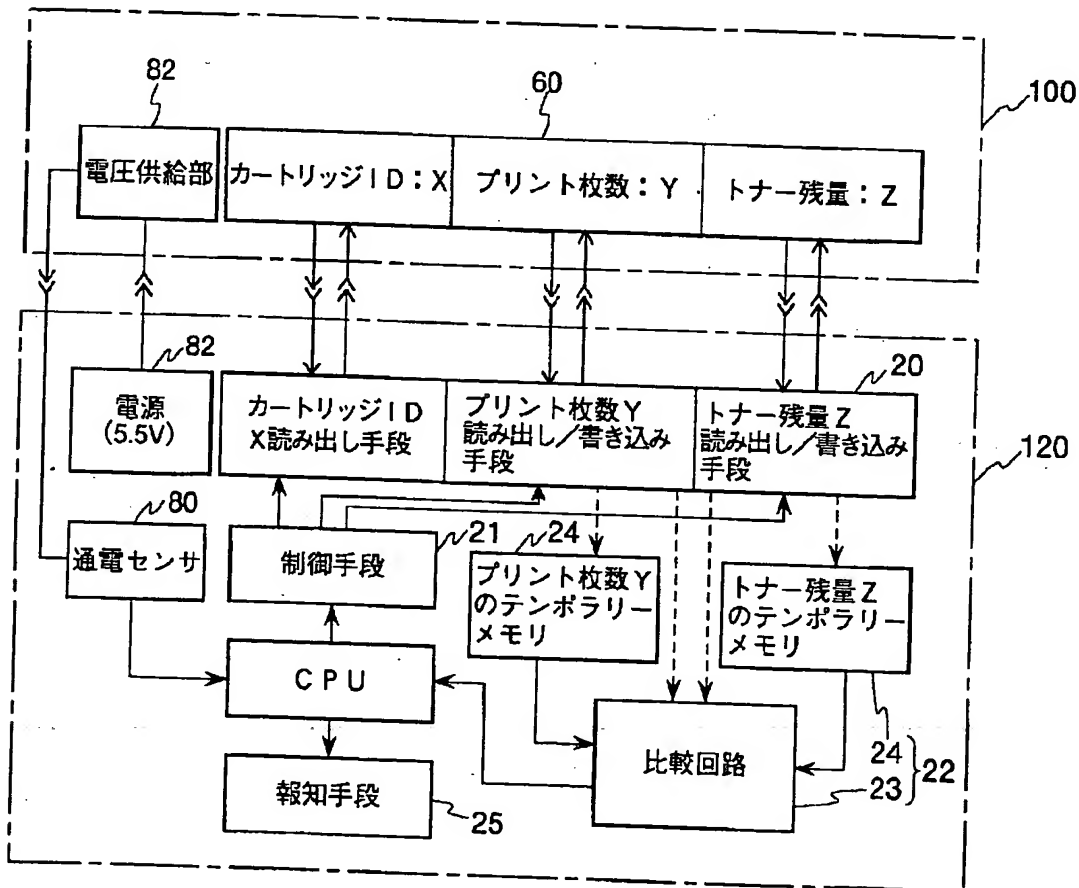 82
60
100
電圧供給部
カートリッジID:X
プリント枚数:Y
トナー残量:Z
82
20
120
電源
(5.5V)
カートリッジID
X読み出し手段
プリント枚数Y
読み出し/書き込み
手段
トナー残量Z
読み出し/書き込み
手段
80
21
24
通電センサ
制御手段
プリント枚数Y
のテンポラリー
メモリ
トナー残量Z
のテンポラリー
メモリ
CPU
比較回路
24
23
22
報知手段
25